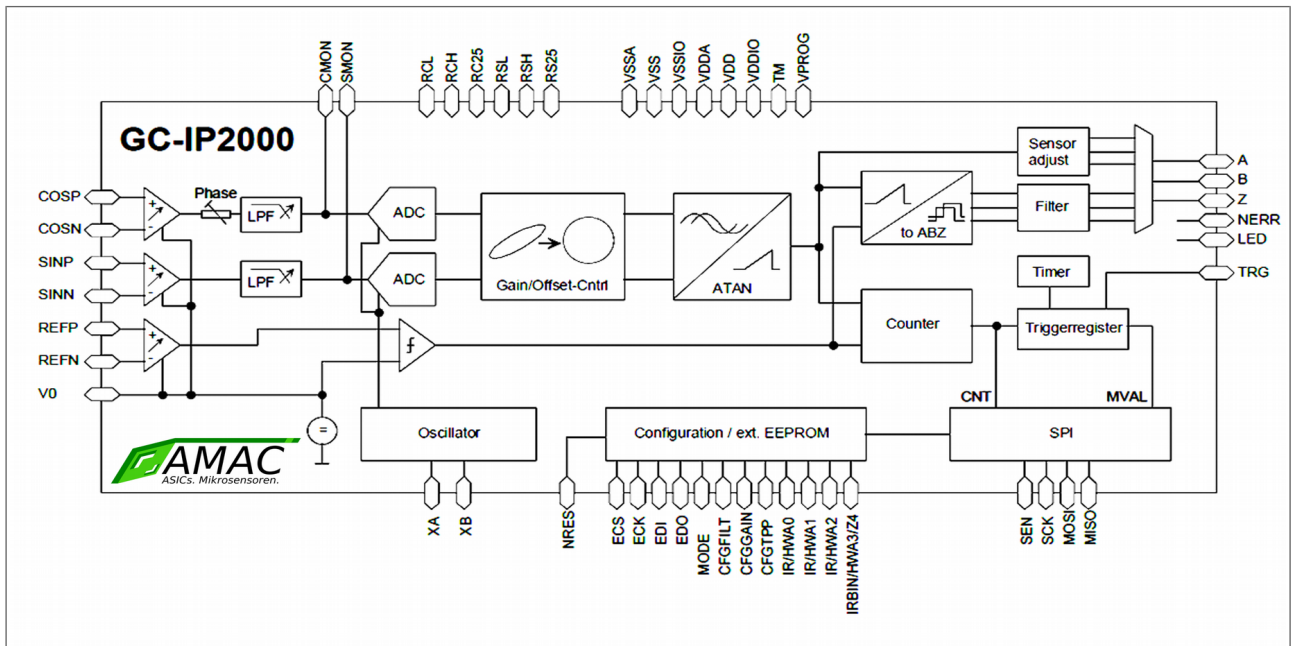 CMON
SMON
RCL
RCH
RC25
RSL
RSH
RS25
VSSA
VSS
VSSIO
VDDA
VDD
VDDIO
TM
VPROG
GC-IP2000
COSP
COSN
SINP
SINN
REFP
REFN
V0
Phase
LPF
LPF
+
-
+
-
+
-
ADC
ADC
Gain/Offset-Cntrl
ATAN
to ABZ
Sensor
adjust
Filter
Timer
Counter
Triggerregister
A
B
Z
NERR
LED
TRG
CNT
MVAL
=
Oscillator
Configuration / ext. EEPROM
SPI
AMAC
ASICs. Mikrosensoren.
XA
XB
NRES
ECS
ECK
EDI
EDO
MODE
CFGFILT
CFGGAIN
CFGTPP
IR/HWA0
IR/HWA1
IR/HWA2
IRBIN/HWA3/Z4
SEN
SCK
MOSI
MISO